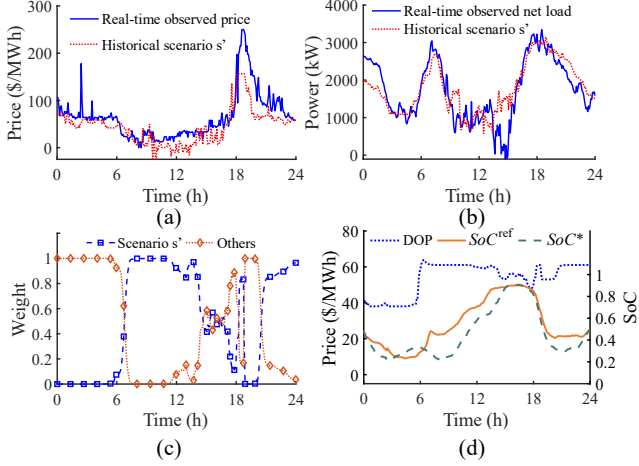 Real-time observed price
Historical scenario s'
Price ($/MWh)
300
200
100
0
0 6 12 18 24
Time (h)
(a)
Real-time observed net load
Historical scenario s'
Power (kW)
4000
3000
2000
1000
0
0 6 12 18 24
Time (h)
(b)
Scenario s' Others
Weight
1.2
1
0.8
0.6
0.4
0.2
0
0 6 12 18 24
Time (h)
(c)
DOP SoC^ref SoC*
Price ($/MWh)
80
60
40
20
0
SoC
1
0.8
0.6
0.4
0.2
0
0 6 12 18 24
Time (h)
(d)